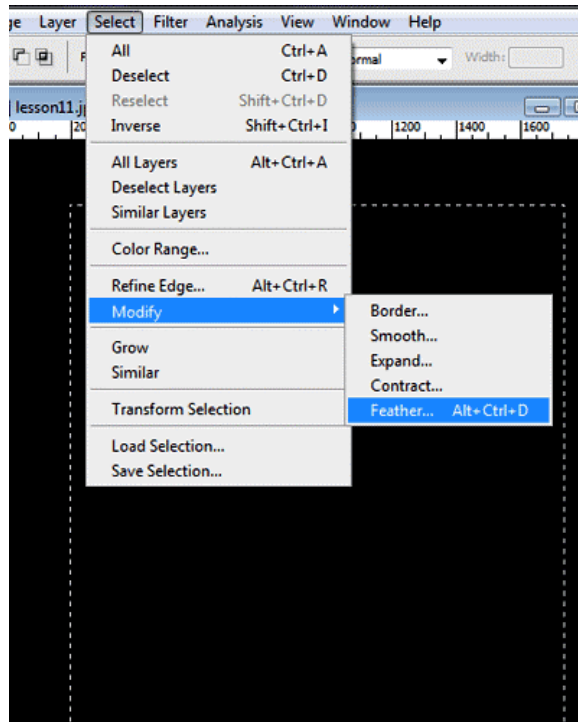 ge Layer Select Filter Analysis View Window Help
Width:
lesson11.j
1200 1400 1600
All Ctrl+A
Deselect Ctrl+D
Reselect Shift+Ctrl+D
Inverse Shift+Ctrl+I
All Layers Alt+Ctrl+A
Deselect Layers
Similar Layers
Color Range...
Refine Edge... Alt+Ctrl+R
Modify
Border...
Smooth...
Expand...
Contract...
Feather... Alt+Ctrl+D
Grow
Similar
Transform Selection
Load Selection...
Save Selection...